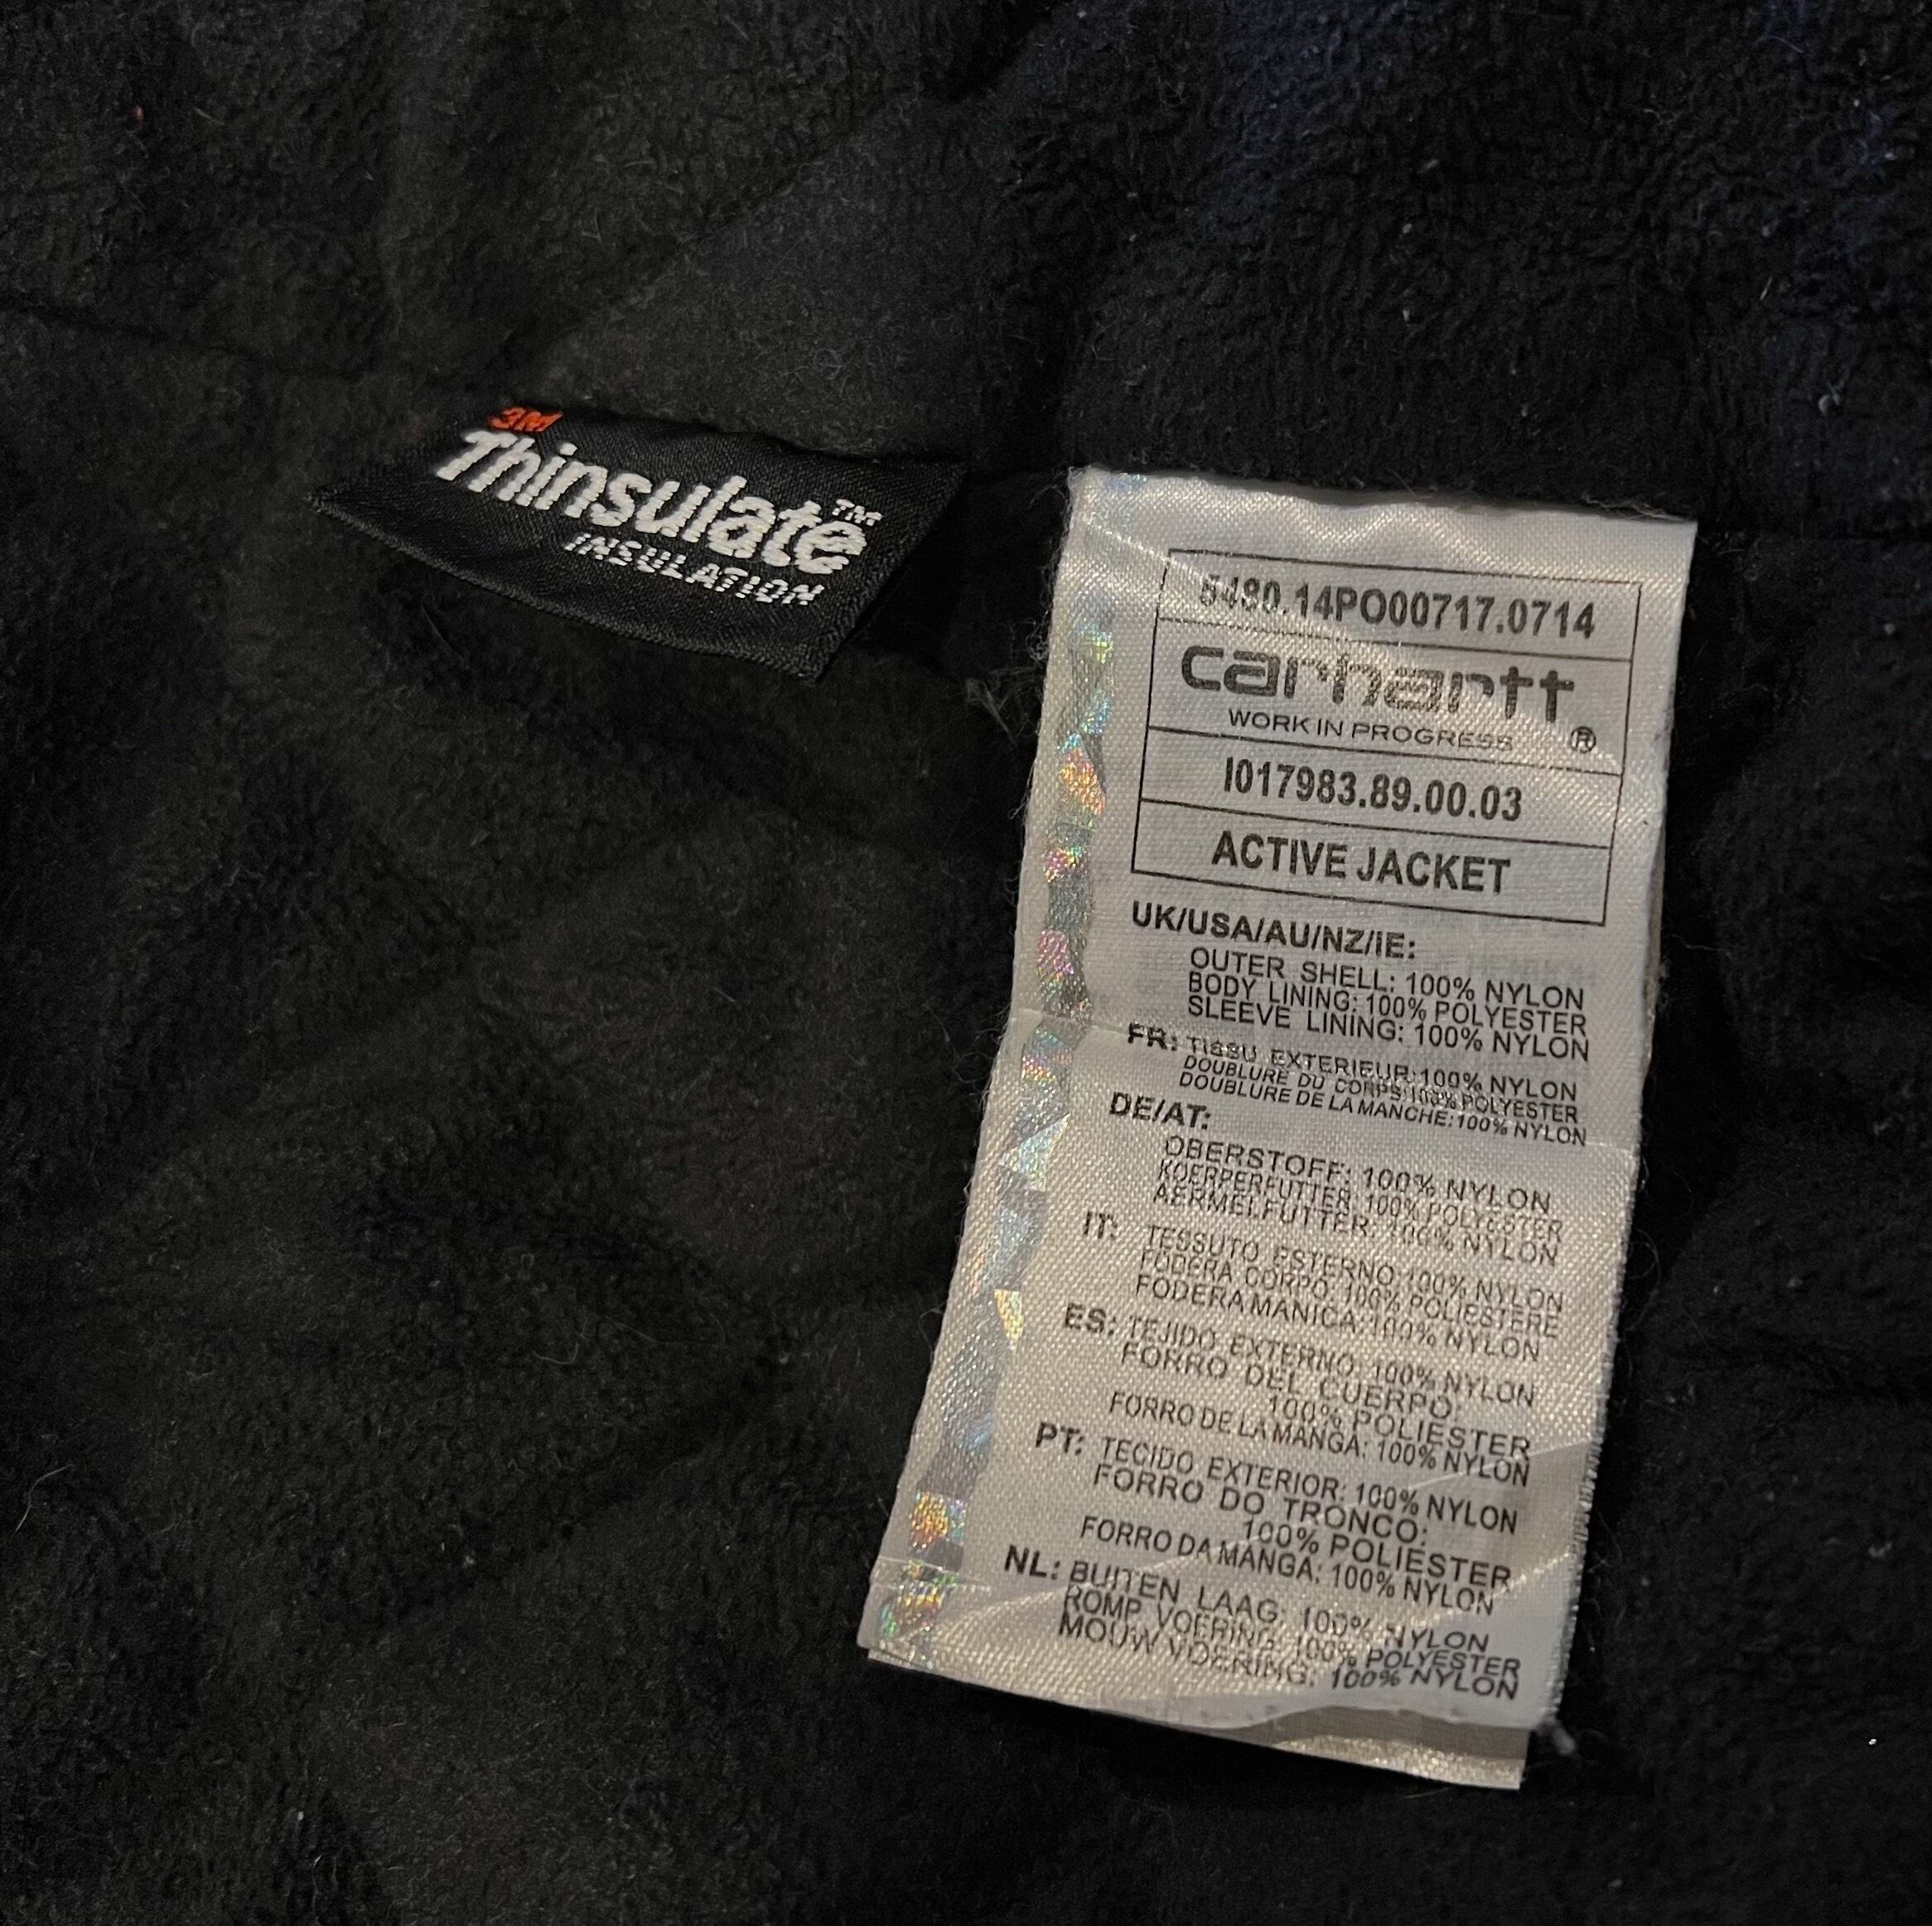 3M
Thinsulate™
INSULATION
5480.14PO00717.0714
carhartt
WORK IN PROGRESS ®
I017983.89.00.03
ACTIVE JACKET
UK/USA/AU/NZ/IE:
OUTER SHELL: 100% NYLON
BODY LINING: 100% POLYESTER
SLEEVE LINING: 100% NYLON
FR: TISSU EXTERIEUR:100% NYLON
DOUBLURE DU CORPS:100% POLYESTER
DOUBLURE DE LA MANCHE:100% NYLON
DE/AT:
OBERSTOFF: 100% NYLON
KOERPERFUTTER: 100% POLYESTER
AERMELFUTTER: 100% NYLON
IT: TESSUTO ESTERNO:100% NYLON
FODERA CORPO: 100% POLIESTERE
FODERA MANICA:100% NYLON
ES: TEJIDO EXTERNO: 100% NYLON
FORRO DEL CUERPO:
100% POLIESTER
FORRO DE LA MANGA: 100% NYLON
PT: TECIDO EXTERIOR: 100% NYLON
FORRO DO TRONCO:
100% POLIESTER
FORRO DA MANGA: 100% NYLON
NL: BUITEN LAAG: 100% NYLON
ROMP VOERING: 100% POLYESTER
MOUW VOERING: 100% NYLON